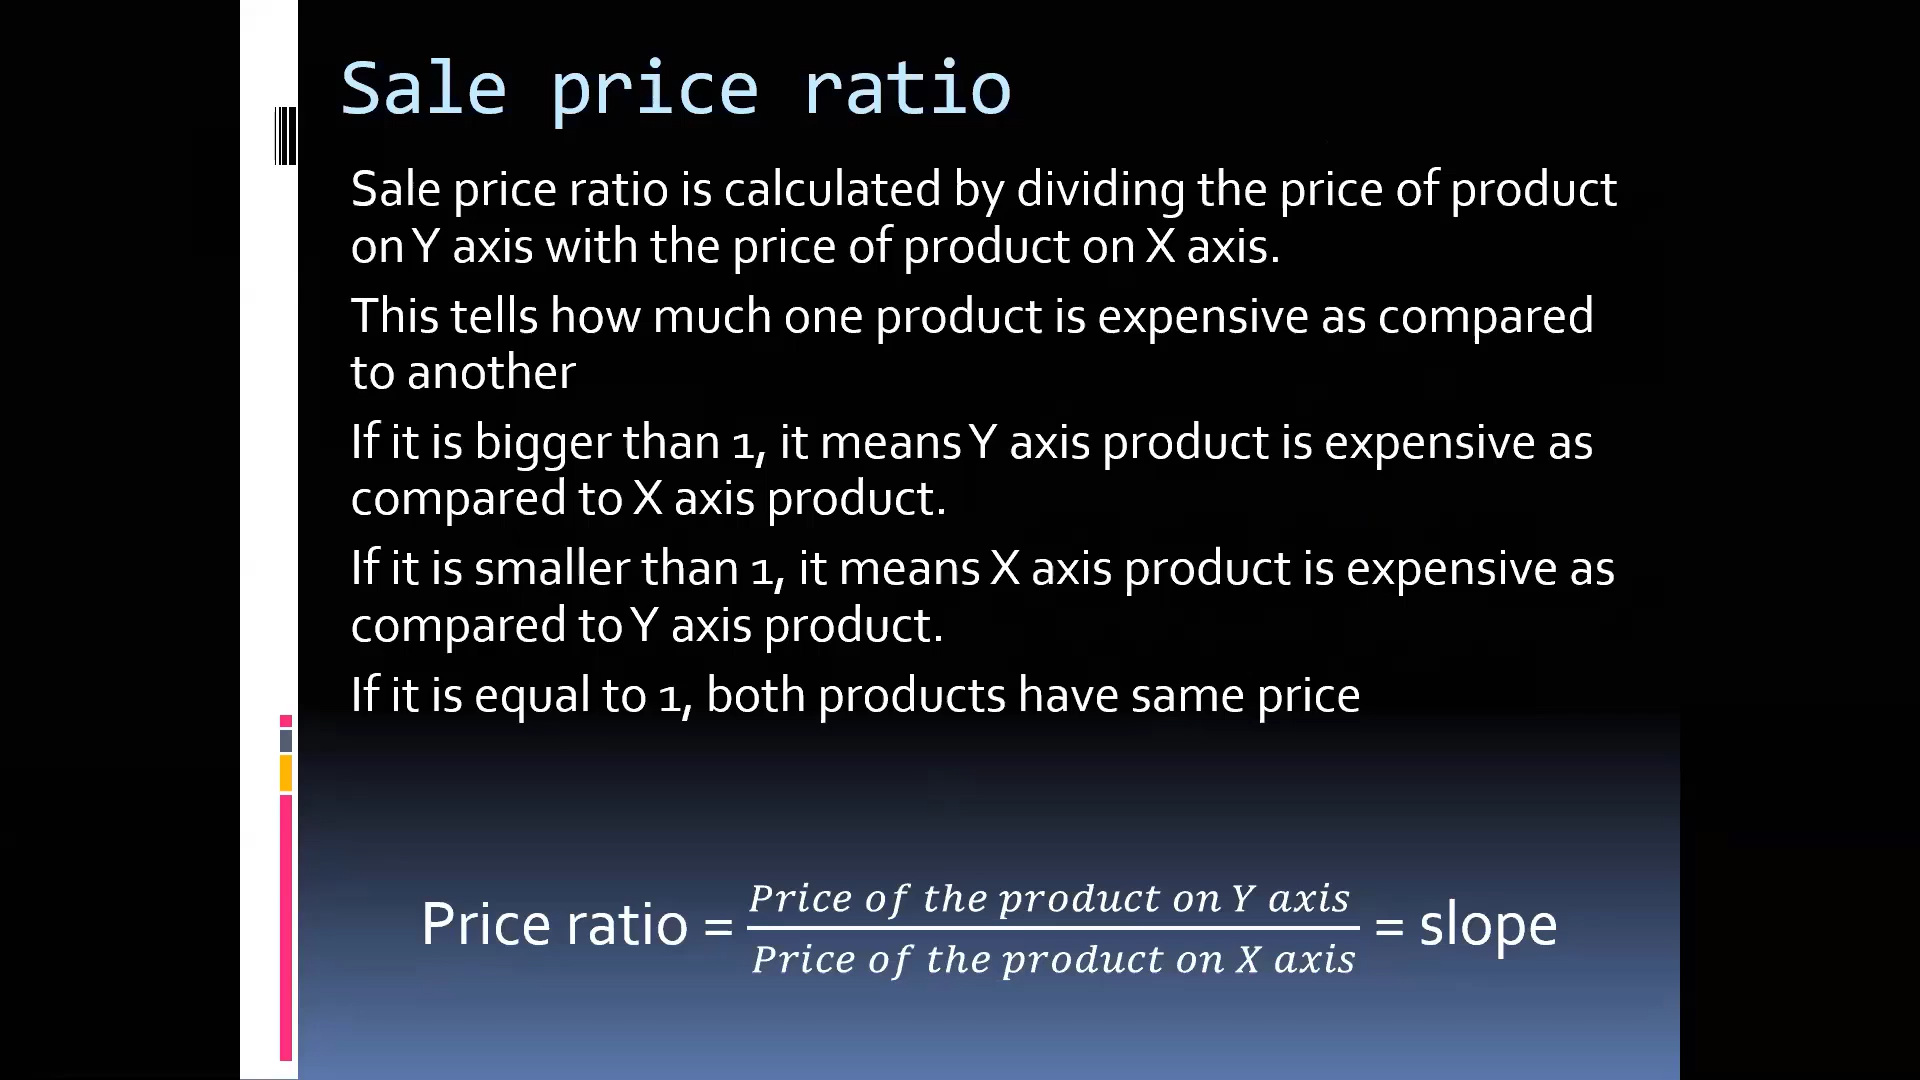 Sale price ratio
Sale price ratio is calculated by dividing the price of product
on Y axis with the price of product on X axis.
This tells how much one product is expensive as compared
to another
If it is bigger than 1, it means Y axis product is expensive as
compared to X axis product.
If it is smaller than 1, it means X axis product is expensive as
compared to Y axis product.
If it is equal to 1, both products have same price
Price ratio = Price of the product on Y axis / Price of the product on X axis = slope